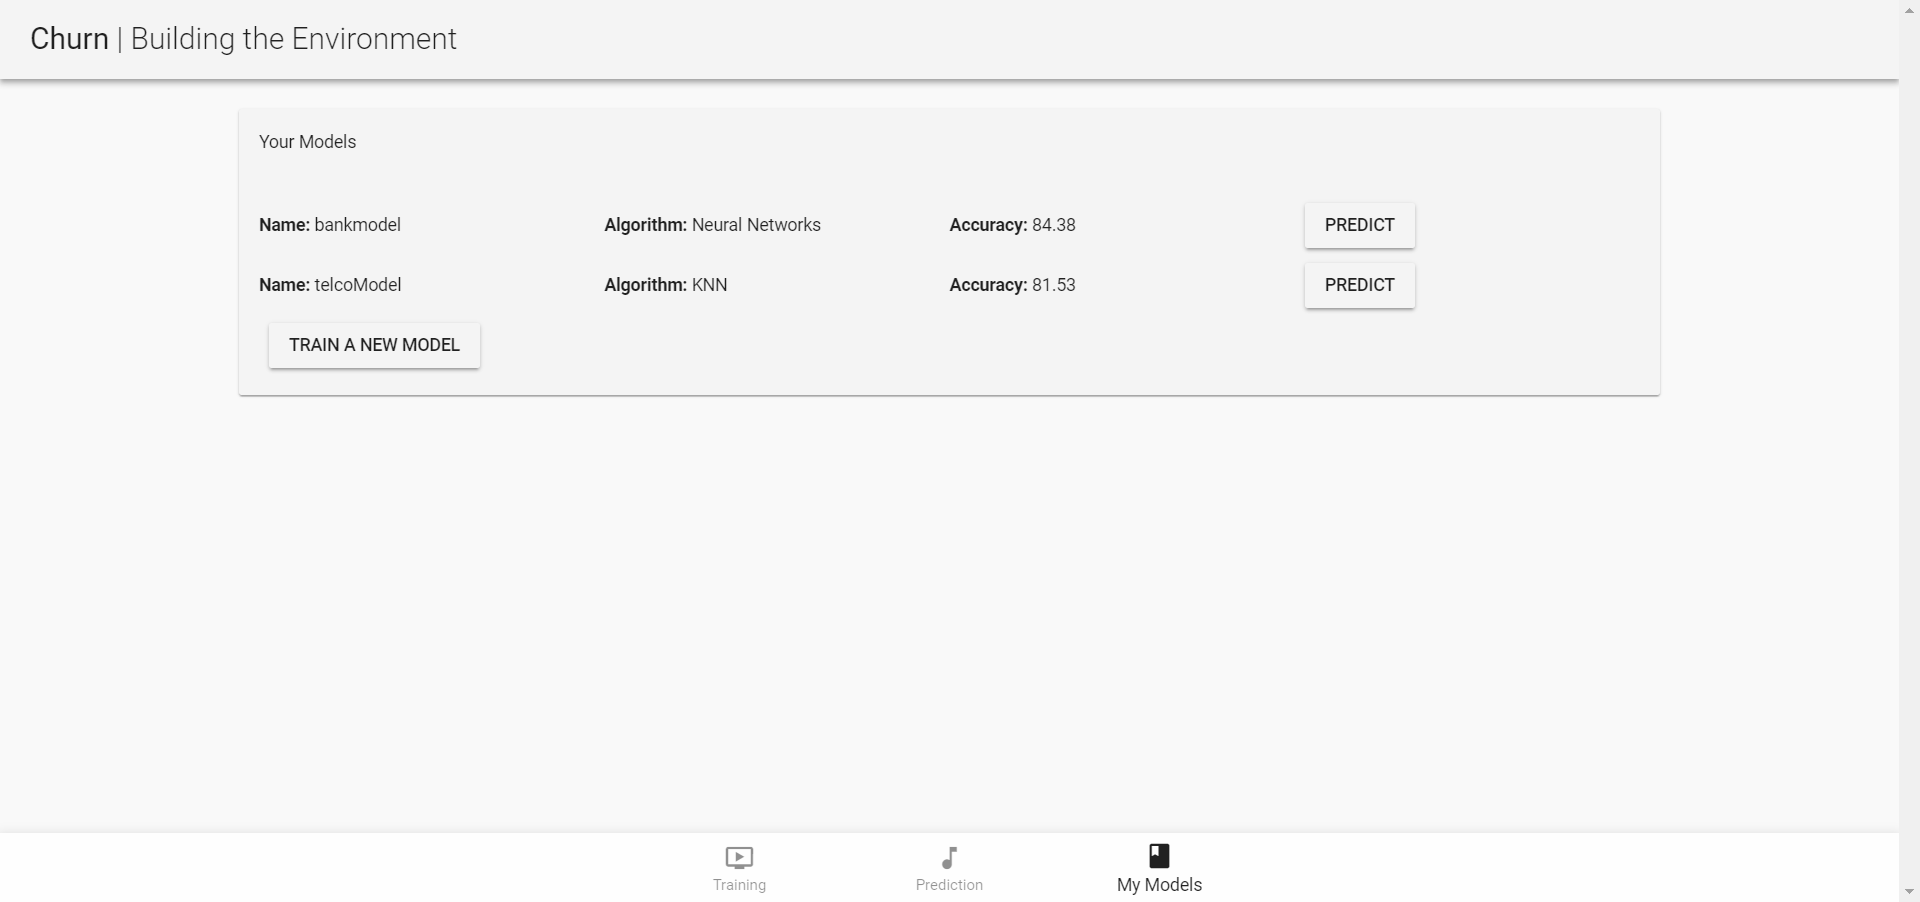 Churn | Building the Environment
Your Models
Name: bankmodel Algorithm: Neural Networks Accuracy: 84.38 PREDICT
Name: telcoModel Algorithm: KNN Accuracy: 81.53 PREDICT
TRAIN A NEW MODEL
Training Prediction My Models